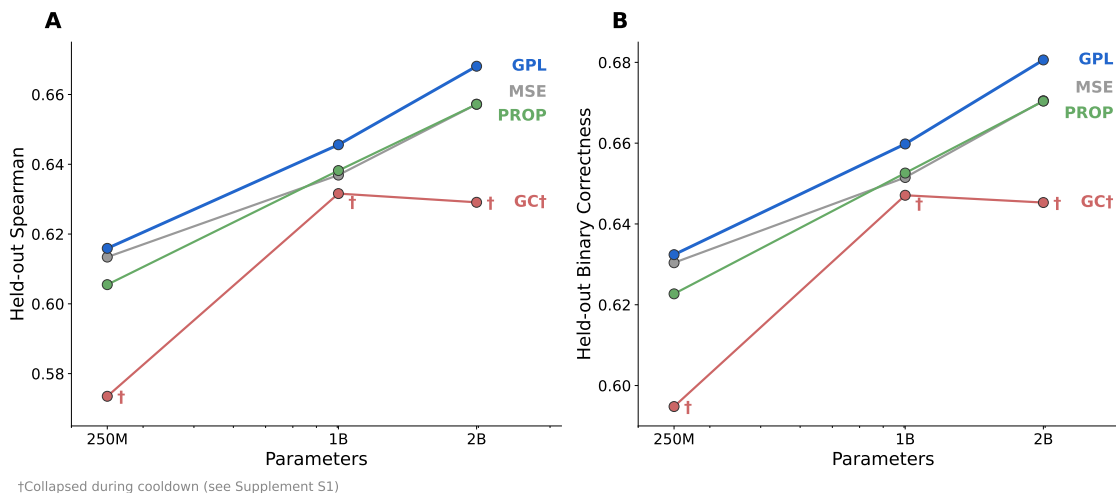 A
Held-out Spearman
0.66
0.64
0.62
0.60
0.58
GPL
MSE
PROP
GC†
†
†
†
250M
1B
2B
Parameters
B
Held-out Binary Correctness
0.68
0.66
0.64
0.62
0.60
GPL
MSE
PROP
GC†
†
†
†
250M
1B
2B
Parameters
†Collapsed during cooldown (see Supplement S1)